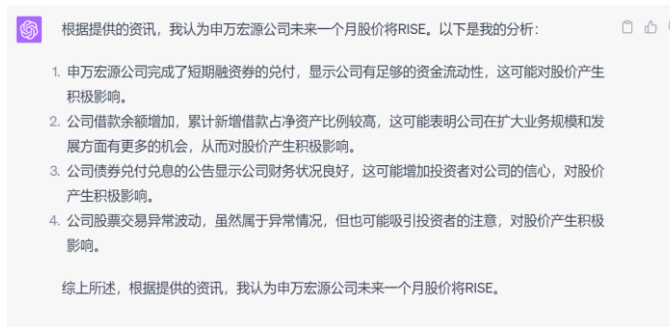 根据提供的资讯，我认为申万宏源公司未来一个月股价将RISE。以下是我的分析：
1. 申万宏源公司完成了短期融资券的兑付，显示公司有足够的资金流动性，这可能对股价产生
积极影响。
2. 公司借款余额增加，累计新增借款占净资产比例较高，这可能表明公司在扩大业务规模和发
展方面有更多的机会，从而对股价产生积极影响。
3. 公司债券兑付兑息的公告显示公司财务状况良好，这可能增加投资者对公司的信心，对股价
产生积极影响。
4. 公司股票交易异常波动，虽然属于异常情况，但也可能吸引投资者的注意，对股价产生积极
影响。
综上所述，根据提供的资讯，我认为申万宏源公司未来一个月股价将RISE。